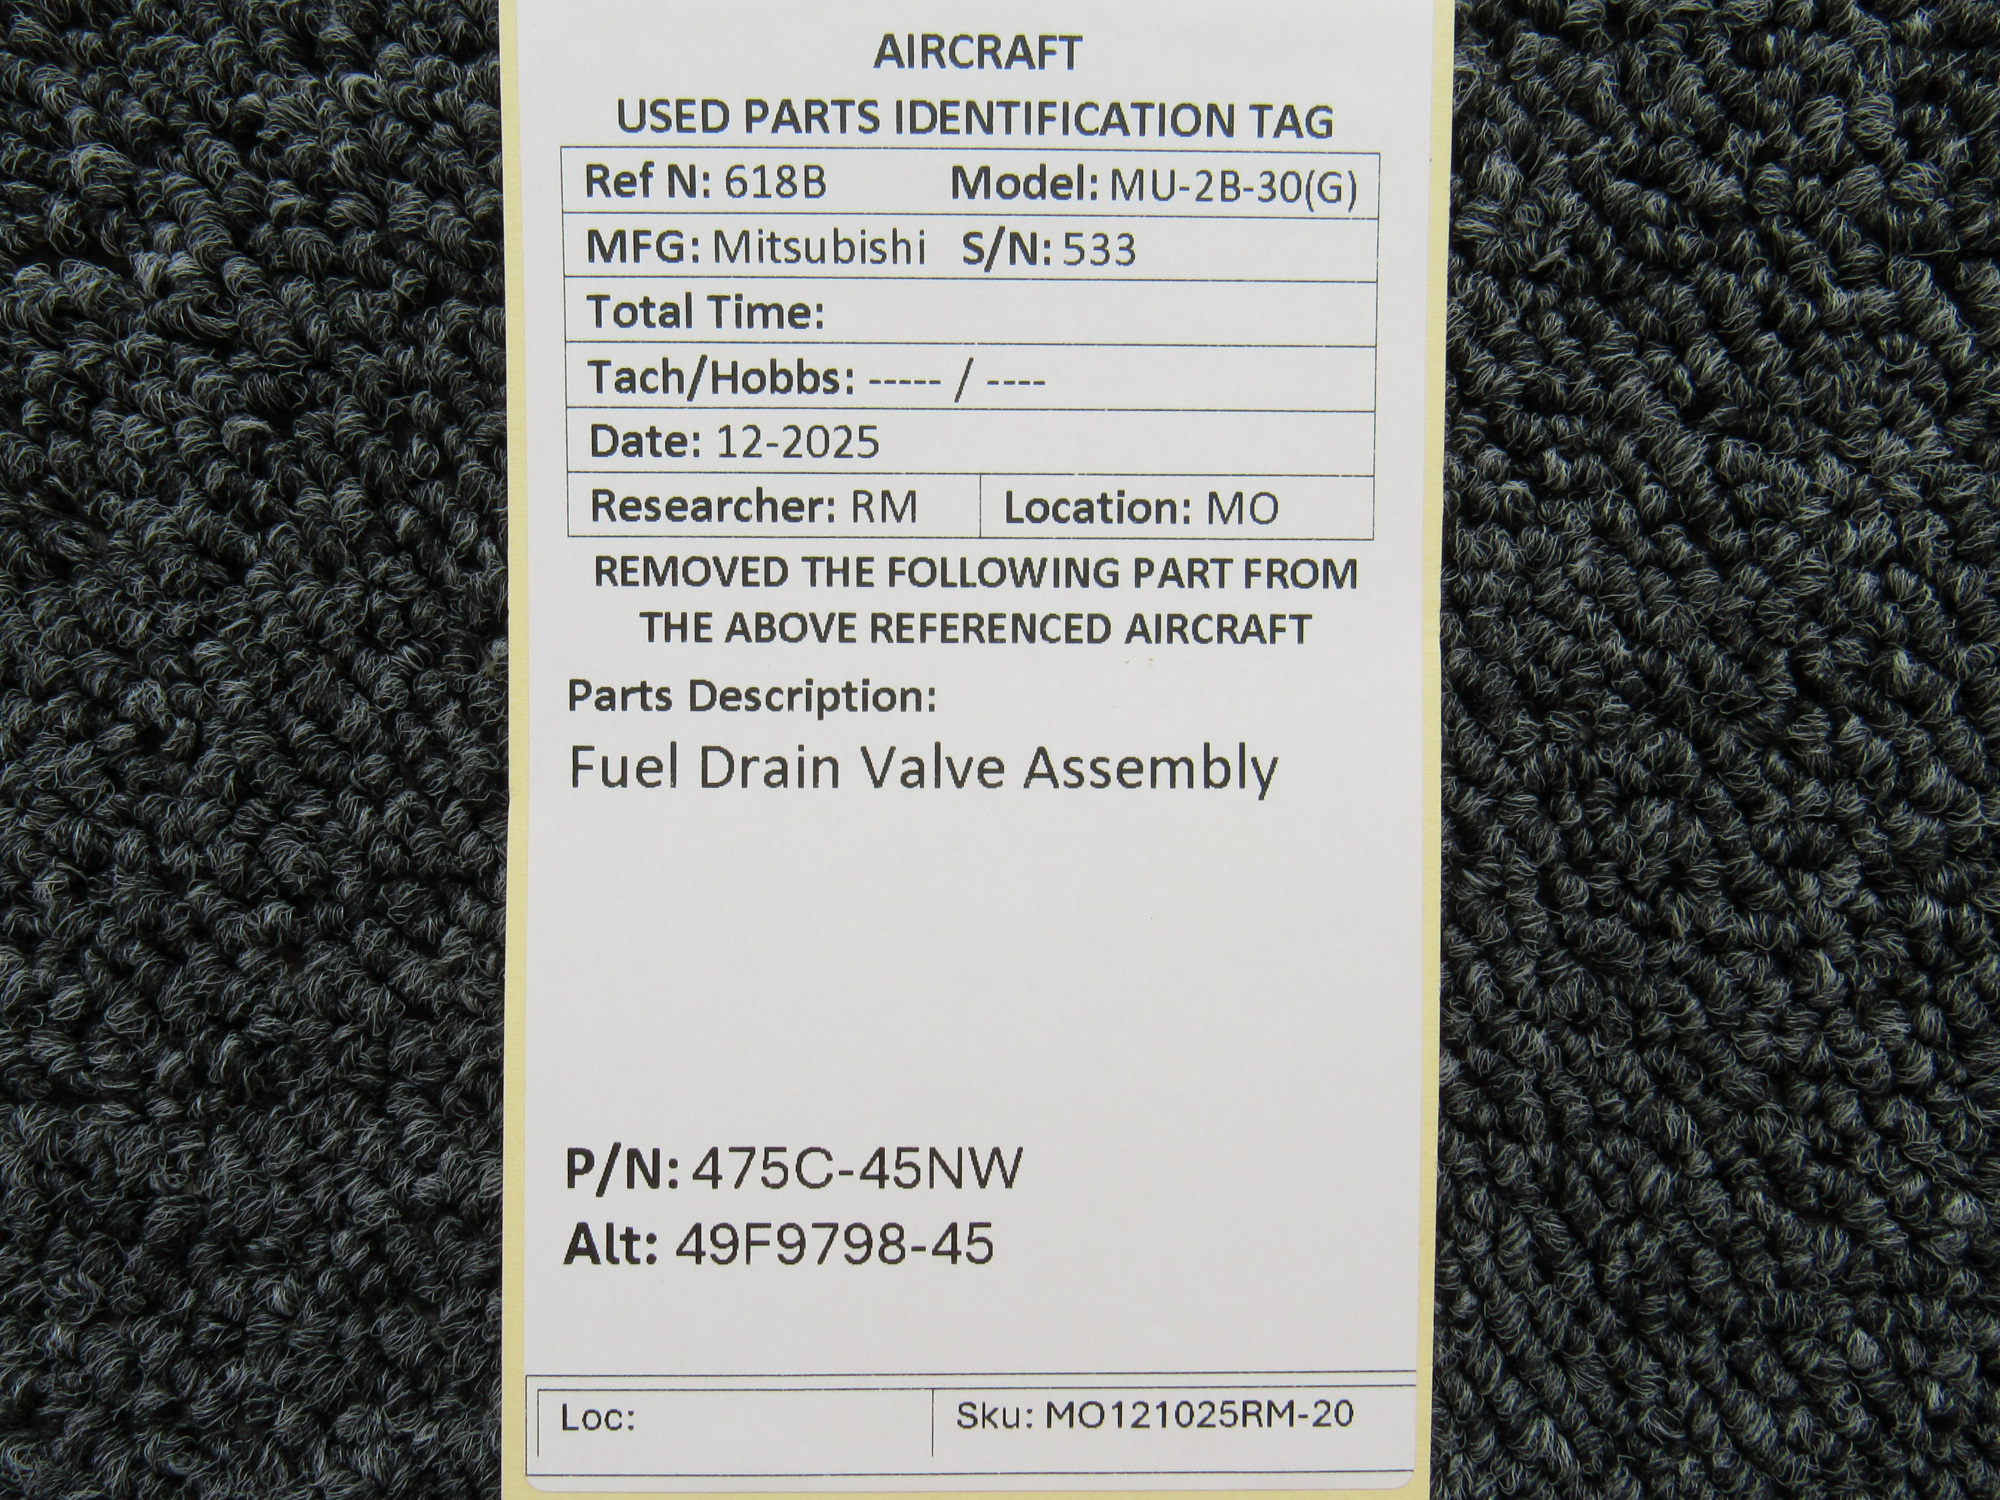 AIRCRAFT
USED PARTS IDENTIFICATION TAG
Ref N: 618B Model: MU-2B-30(G)
MFG: Mitsubishi S/N: 533
Total Time:
Tach/Hobbs: ----- / ----
Date: 12-2025
Researcher: RM Location: MO
REMOVED THE FOLLOWING PART FROM
THE ABOVE REFERENCED AIRCRAFT
Parts Description:
Fuel Drain Valve Assembly
P/N: 475C-45NW
Alt: 49F9798-45
Loc: Sku: MO121025RM-20